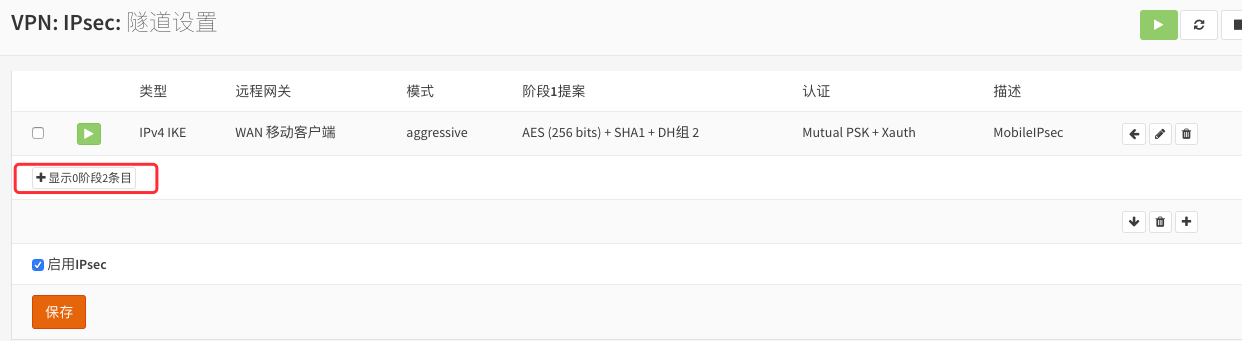 VPN: IPsec: 隧道设置
类型 远程网关 模式 阶段1提案 认证 描述
IPv4 IKE WAN 移动客户端 aggressive AES (256 bits) + SHA1 + DH组 2 Mutual PSK + Xauth MobileIPsec
显示0阶段2条目
启用IPsec
保存